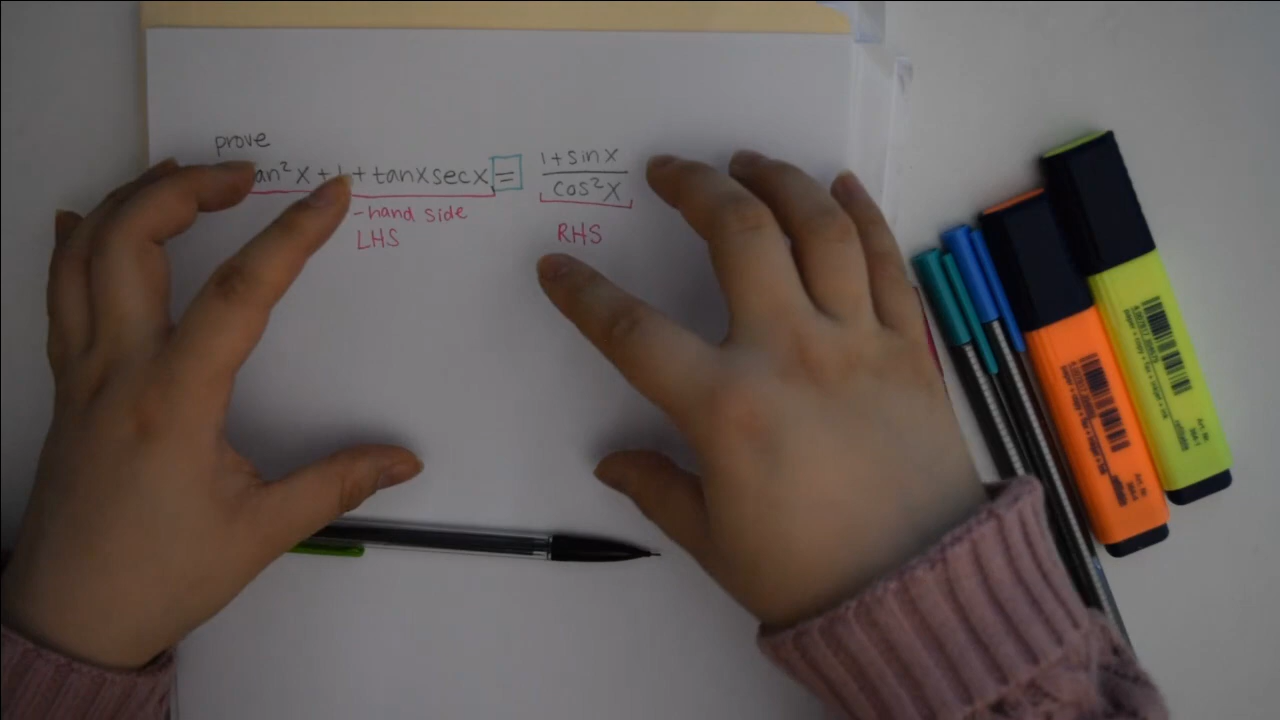 prove
an²x + 1 + tanxsecx = 1+sinx / cos²x
-hand side
LHS
RHS